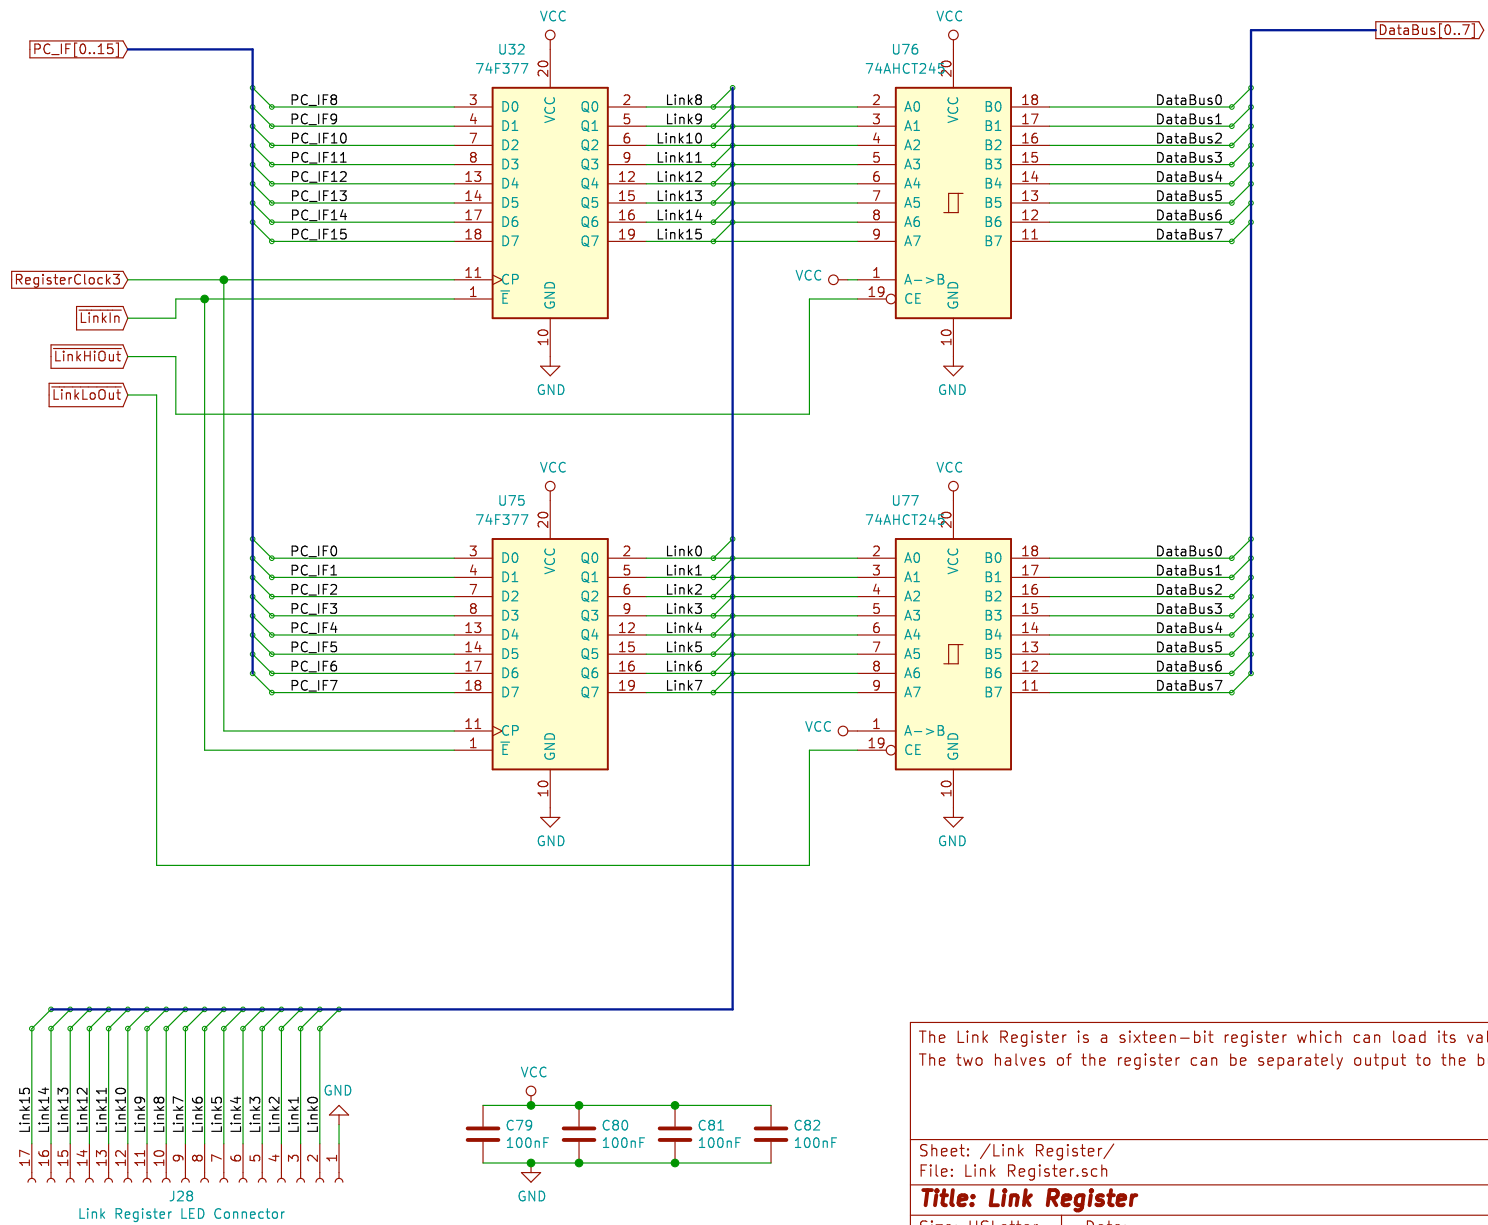 PC_IF[0..15]
DataBus[0..7]
RegisterClock3
LinkIn
LinkHiOut
LinkLoOut
VCC
U32
74F377
20
VCC
PC_IF8 3 D0 Q0 2 Link8
PC_IF9 4 D1 Q1 5 Link9
PC_IF10 7 D2 Q2 6 Link10
PC_IF11 8 D3 Q3 9 Link11
PC_IF12 13 D4 Q4 12 Link12
PC_IF13 14 D5 Q5 15 Link13
PC_IF14 17 D6 Q6 16 Link14
PC_IF15 18 D7 Q7 19 Link15
11 CP
1 E
GND
10
GND
VCC
U76
74AHCT245
20
VCC
2 A0 B0 18 DataBus0
3 A1 B1 17 DataBus1
4 A2 B2 16 DataBus2
5 A3 B3 15 DataBus3
6 A4 B4 14 DataBus4
7 A5 B5 13 DataBus5
8 A6 B6 12 DataBus6
9 A7 B7 11 DataBus7
VCC 1 A->B
19 CE
GND
10
GND
VCC
U75
74F377
20
VCC
PC_IF0 3 D0 Q0 2 Link0
PC_IF1 4 D1 Q1 5 Link1
PC_IF2 7 D2 Q2 6 Link2
PC_IF3 8 D3 Q3 9 Link3
PC_IF4 13 D4 Q4 12 Link4
PC_IF5 14 D5 Q5 15 Link5
PC_IF6 17 D6 Q6 16 Link6
PC_IF7 18 D7 Q7 19 Link7
11 CP
1 E
GND
10
GND
VCC
U77
74AHCT245
20
VCC
2 A0 B0 18 DataBus0
3 A1 B1 17 DataBus1
4 A2 B2 16 DataBus2
5 A3 B3 15 DataBus3
6 A4 B4 14 DataBus4
7 A5 B5 13 DataBus5
8 A6 B6 12 DataBus6
9 A7 B7 11 DataBus7
VCC 1 A->B
19 CE
GND
10
GND
Link15 Link14 Link13 Link12 Link11 Link10 Link9 Link8 Link7 Link6 Link5 Link4 Link3 Link2 Link1 Link0 GND
17 16 15 14 13 12 11 10 9 8 7 6 5 4 3 2 1
J28
Link Register LED Connector
VCC
C79 C80 C81 C82
100nF 100nF 100nF 100nF
GND
The Link Register is a sixteen-bit register which can load its
The two halves of the register can be separately output to the
Sheet: /Link Register/
File: Link Register.sch
Title: Link Register
Size: USLetter Date: